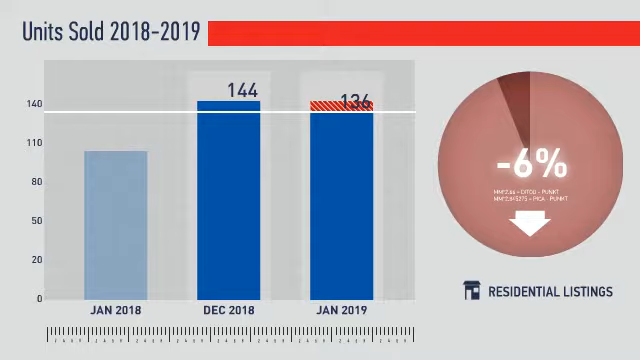 Units Sold 2018-2019
144
136
140
110
80
50
20
0
-6%
JAN 2018
DEC 2018
JAN 2019
RESIDENTIAL LISTINGS